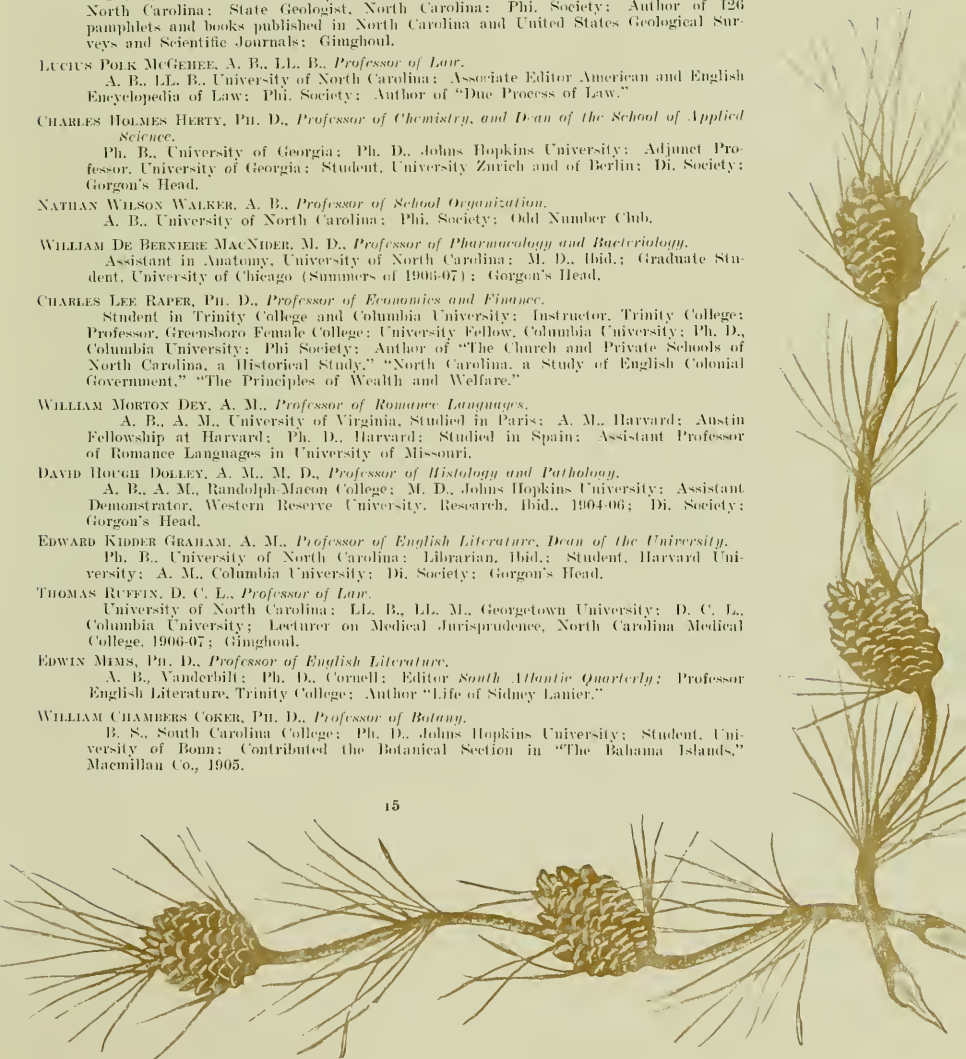 North Carolina; State Geologist, North Carolina; Phi. Society; Author of 126
pamphlets and books published in North Carolina and United States Geological Sur-
veys and Scientific Journals; Gimghoul.
LUCIUS POLK MCGEHEE, A. B., LL. B., Professor of Law.
A. B., LL. B., University of North Carolina; Associate Editor American and English
Encyclopedia of Law; Phi. Society; Author of "Due Process of Law."
CHARLES HOLMES HERTY, PH. D., Professor of Chemistry, and Dean of the School of Applied
Science.
Ph. B., University of Georgia; Ph. D., Johns Hopkins University; Adjunct Pro-
fessor, University of Georgia; Student, University Zurich and of Berlin; Di. Society;
Gorgon's Head.
NATHAN WILSON WALKER, A. B., Professor of School Organization.
A. B., University of North Carolina; Phi. Society; Odd Number Club.
WILLIAM DE BERNIERE MACNIDER, M. D., Professor of Pharmacology and Bacteriology.
Assistant in Anatomy, University of North Carolina; M. D., Ibid.; Graduate Stu-
dent, University of Chicago (Summers of 1906-07); Gorgon's Head.
CHARLES LEE RAPER, PH. D., Professor of Economics and Finance.
Student in Trinity College and Columbia University; Instructor, Trinity College;
Professor, Greensboro Female College; University Fellow, Columbia University; Ph. D.,
Columbia University; Phi Society; Author of "The Church and Private Schools of
North Carolina, a Historical Study," "North Carolina, a Study of English Colonial
Government," "The Principles of Wealth and Welfare."
WILLIAM MORTON DEY, A. M., Professor of Romance Languages.
A. B., A. M., University of Virginia, Studied in Paris; A. M., Harvard; Austin
Fellowship at Harvard; Ph. D., Harvard; Studied in Spain; Assistant Professor
of Romance Languages in University of Missouri.
DAVID HOUGH DOLLEY, A. M., M. D., Professor of Histology and Pathology.
A. B., A. M., Randolph-Macon College; M. D., Johns Hopkins University; Assistant
Demonstrator, Western Reserve University, Research, Ibid., 1904-06; Di. Society;
Gorgon's Head.
EDWARD KIDDER GRAHAM, A. M., Professor of English Literature, Dean of the University.
Ph. B., University of North Carolina; Librarian, Ibid.; Student, Harvard Uni-
versity; A. M., Columbia University; Di. Society; Gorgon's Head.
THOMAS RUFFIN, D. C. L., Professor of Law.
University of North Carolina; LL. B., LL. M., Georgetown University; D. C. L.,
Columbia University; Lecturer on Medical Jurisprudence, North Carolina Medical
College, 1906-07; Gimghoul.
EDWIN MIMS, PH. D., Professor of English Literature.
A. B., Vanderbilt; Ph. D., Cornell; Editor South Atlantic Quarterly; Professor
English Literature, Trinity College; Author "Life of Sidney Lanier."
WILLIAM CHAMBERS COKER, PH. D., Professor of Botany.
B. S., South Carolina College; Ph. D., Johns Hopkins University; Student, Uni-
versity of Bonn; Contributed the Botanical Section in "The Bahama Islands,"
Macmillan Co., 1905.
15